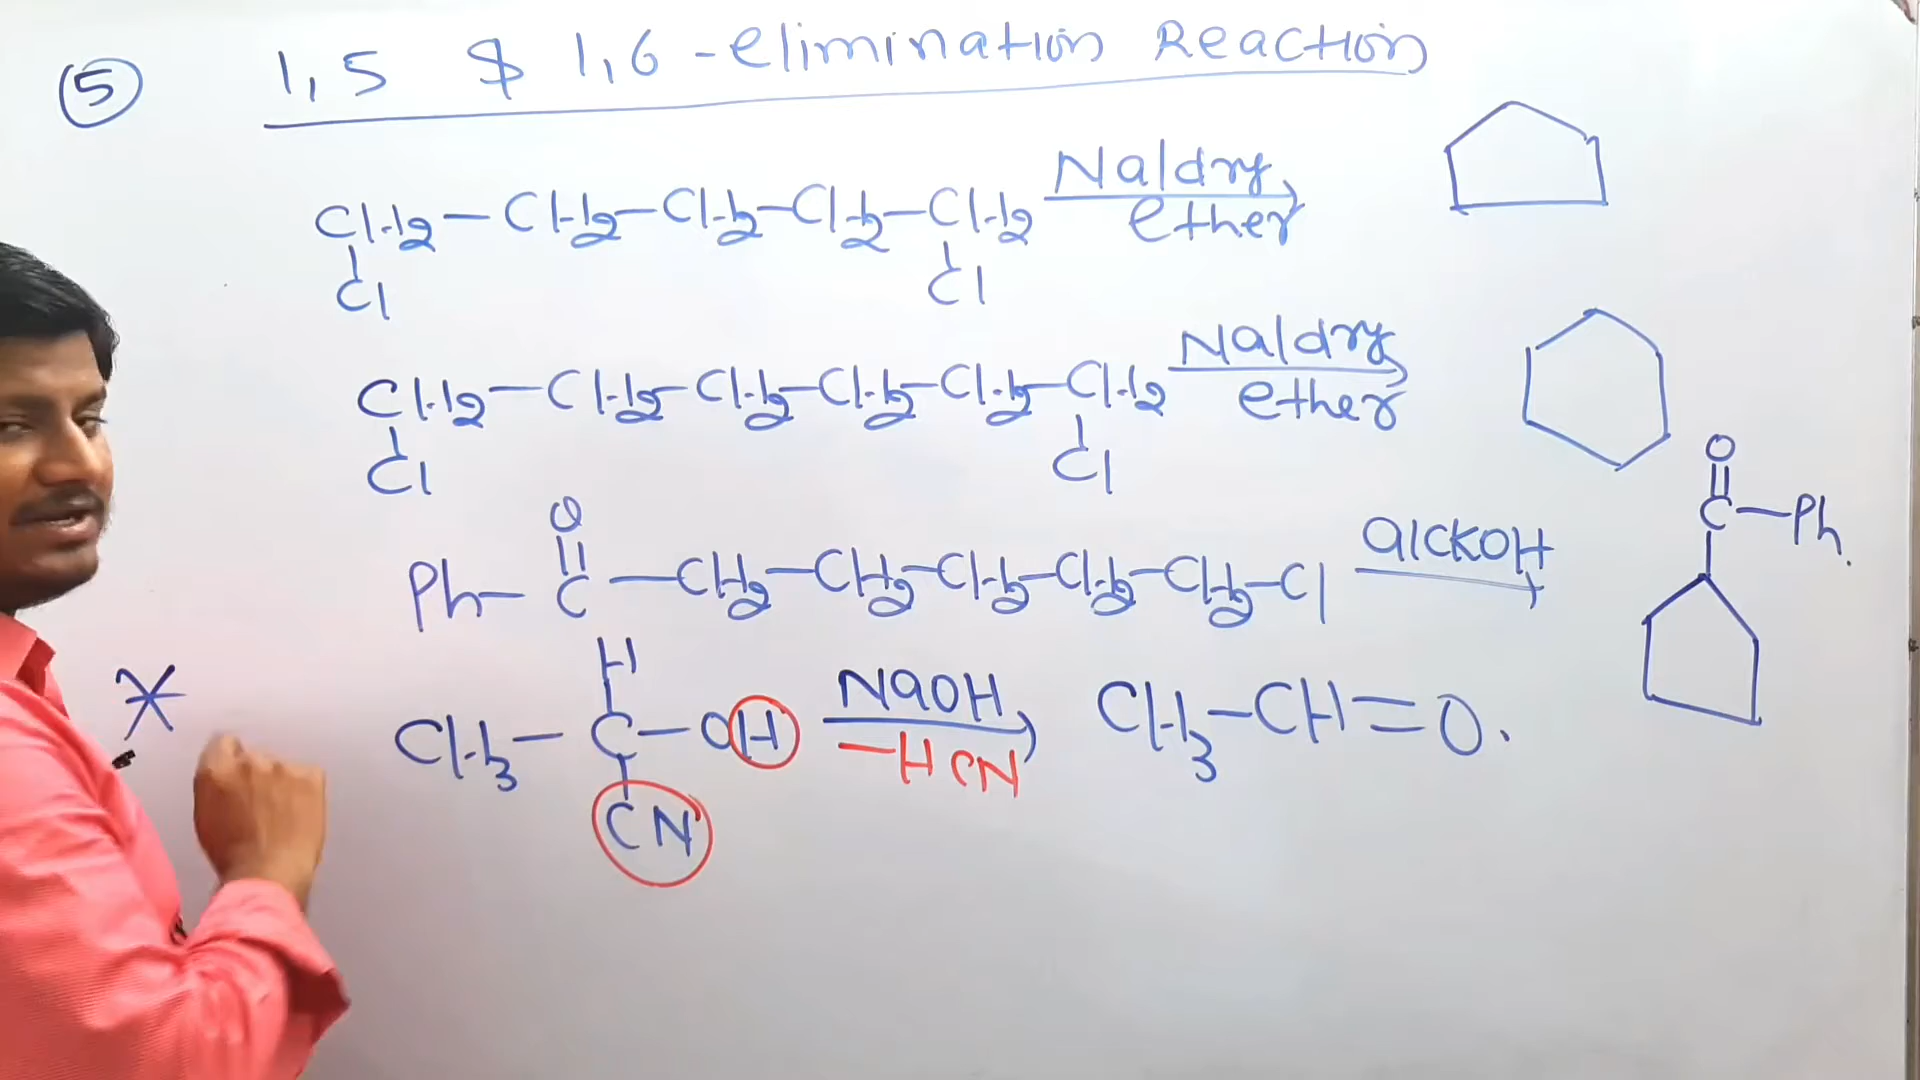 ⑤ 1,5 $ 1,6 - elimination Reaction
CH2 — CH2 — CH2 — CH2 — CH2 Na/dry ether
Cl Cl
CH2 — CH2 — CH2 — CH2 — CH2 — CH2 Na/dry ether
Cl Cl
O
Ph — C — CH2 — CH2 — CH2 — CH2 — CH2 — Cl alcKOH
O
C — Ph.
H
CH3 — C — OH NaOH CH3 — CH = O.
CN
— HCN